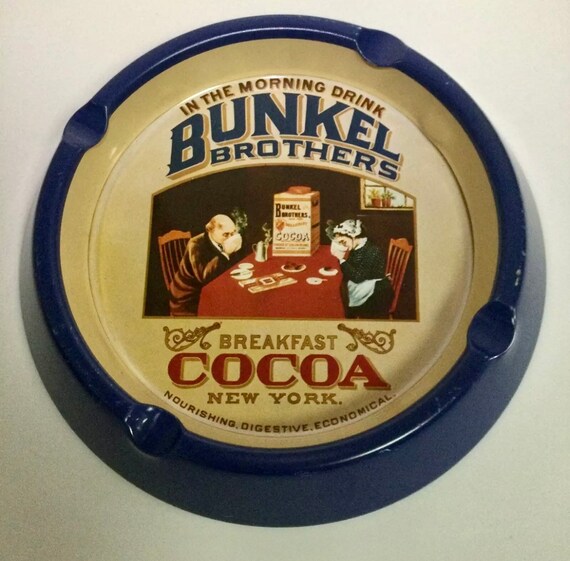 IN THE MORNING DRINK
BUNKEL
BROTHERS
BUNKEL
BROTHERS,
COCOA
BREAKFAST
COCOA
NEW YORK.
NOURISHING, DIGESTIVE, ECONOMICAL.